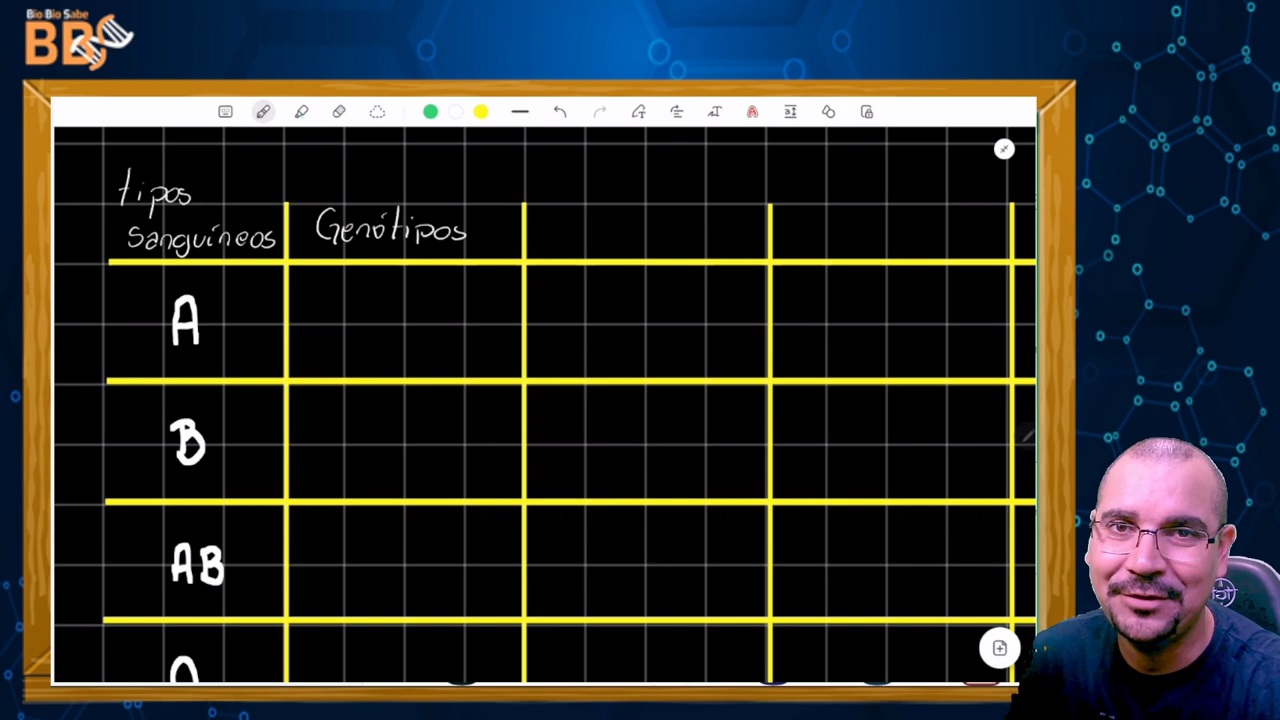 Bio Bio Sabe
BBS
tipos
sanguíneos
Genótipos
A
B
AB
O